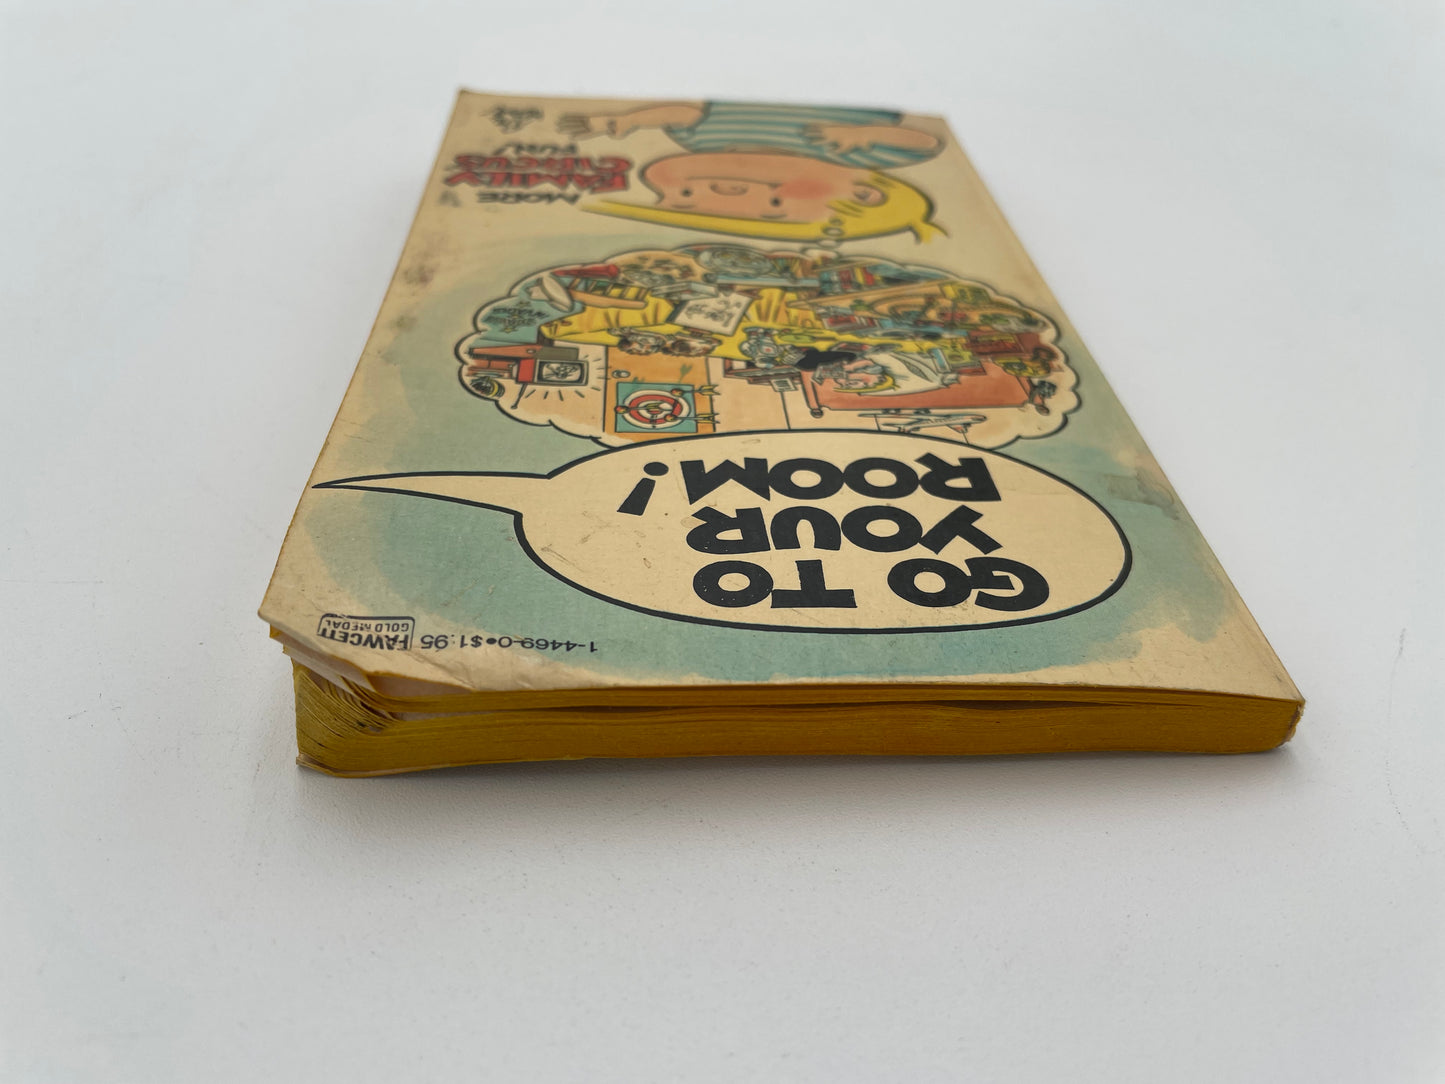 1-4469-0•$1.95
FAWCETT
GOLD MEDAL
GO TO
YOUR
ROOM!
MORE
FAMILY
CIRCUS
FUN!